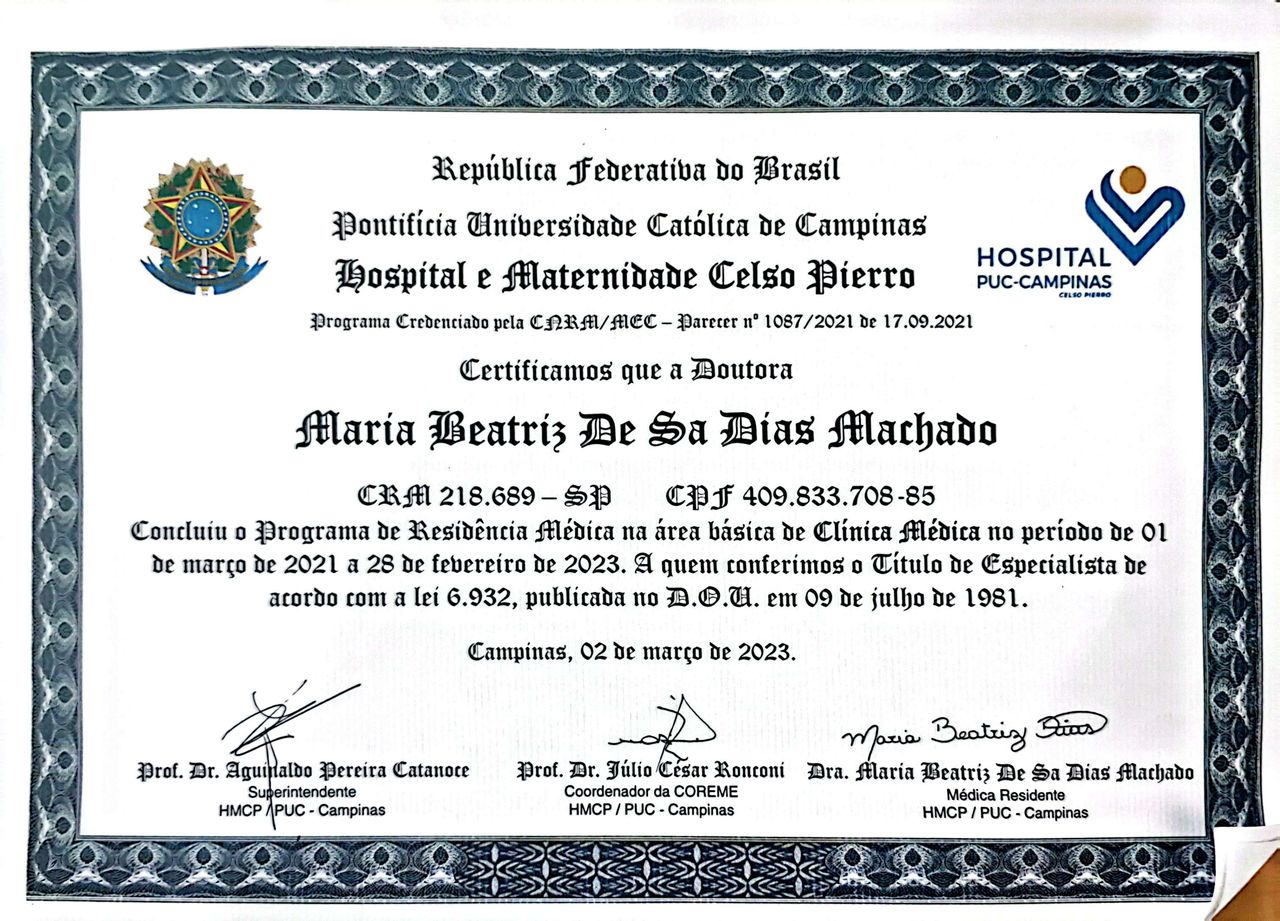 República Federativa do Brasil
Pontifícia Universidade Católica de Campinas
Hospital e Maternidade Celso Pierro
HOSPITAL
PUC-CAMPINAS
CELSO PIERRO
Programa Credenciado pela CNRM/MEC – Parecer nº 1087/2021 de 17.09.2021
Certificamos que a Doutora
Maria Beatriz De Sa Dias Machado
CRM 218.689 – SP CPF 409.833.708-85
Concluiu o Programa de Residência Médica na área básica de Clínica Médica no período de 01
de março de 2021 a 28 de fevereiro de 2023. A quem conferimos o Título de Especialista de
acordo com a lei 6.932, publicada no D.O.U. em 09 de julho de 1981.
Campinas, 02 de março de 2023.
Maria Beatriz Dias
Prof. Dr. Aguinaldo Pereira Catanoce
Superintendente
HMCP / PUC - Campinas
Prof. Dr. Júlio César Ronconi
Coordenador da COREME
HMCP / PUC - Campinas
Dra. Maria Beatriz De Sa Dias Machado
Médica Residente
HMCP / PUC - Campinas